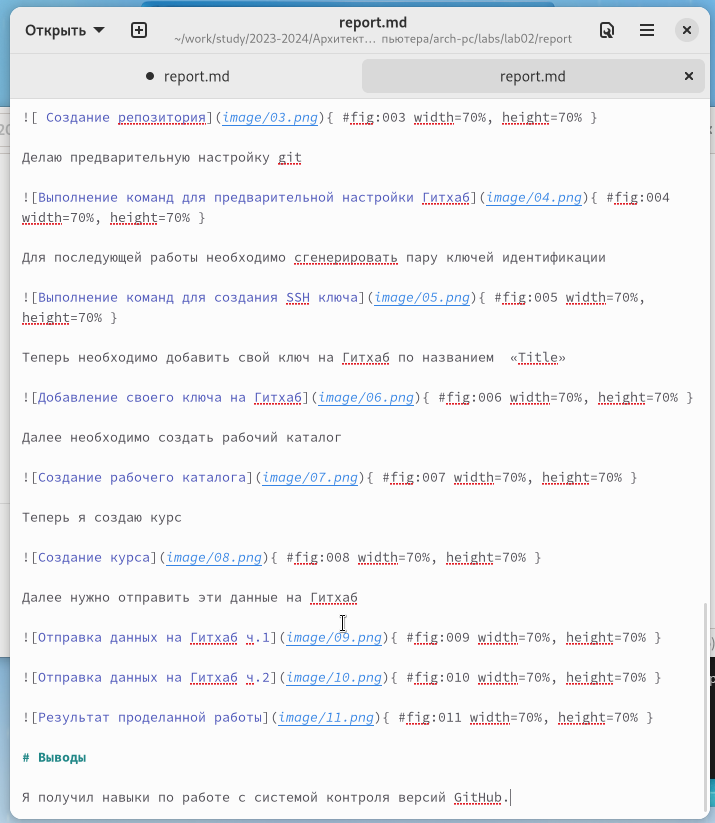 Открыть
report.md
~/work/study/2023-2024/Архитект… пьютера/arch-pc/labs/lab02/report
report.md
report.md
![ Создание репозитория](image/03.png){ #fig:003 width=70%, height=70% }
Делаю предварительную настройку git
![Выполнение команд для предварительной настройки Гитхаб](image/04.png){ #fig:004
width=70%, height=70% }
Для последующей работы необходимо сгенерировать пару ключей идентификации
![Выполнение команд для создания SSH ключа](image/05.png){ #fig:005 width=70%,
height=70% }
Теперь необходимо добавить свой ключ на Гитхаб по названием  «Title»
![Добавление своего ключа на Гитхаб](image/06.png){ #fig:006 width=70%, height=70% }
Далее необходимо создать рабочий каталог
![Создание рабочего каталога](image/07.png){ #fig:007 width=70%, height=70% }
Теперь я создаю курс
![Создание курса](image/08.png){ #fig:008 width=70%, height=70% }
Далее нужно отправить эти данные на Гитхаб
![Отправка данных на Гитхаб ч.1](image/09.png){ #fig:009 width=70%, height=70% }
![Отправка данных на Гитхаб ч.2](image/10.png){ #fig:010 width=70%, height=70% }
![Результат проделанной работы](image/11.png){ #fig:011 width=70%, height=70% }
# Выводы
Я получил навыки по работе с системой контроля версий GitHub.